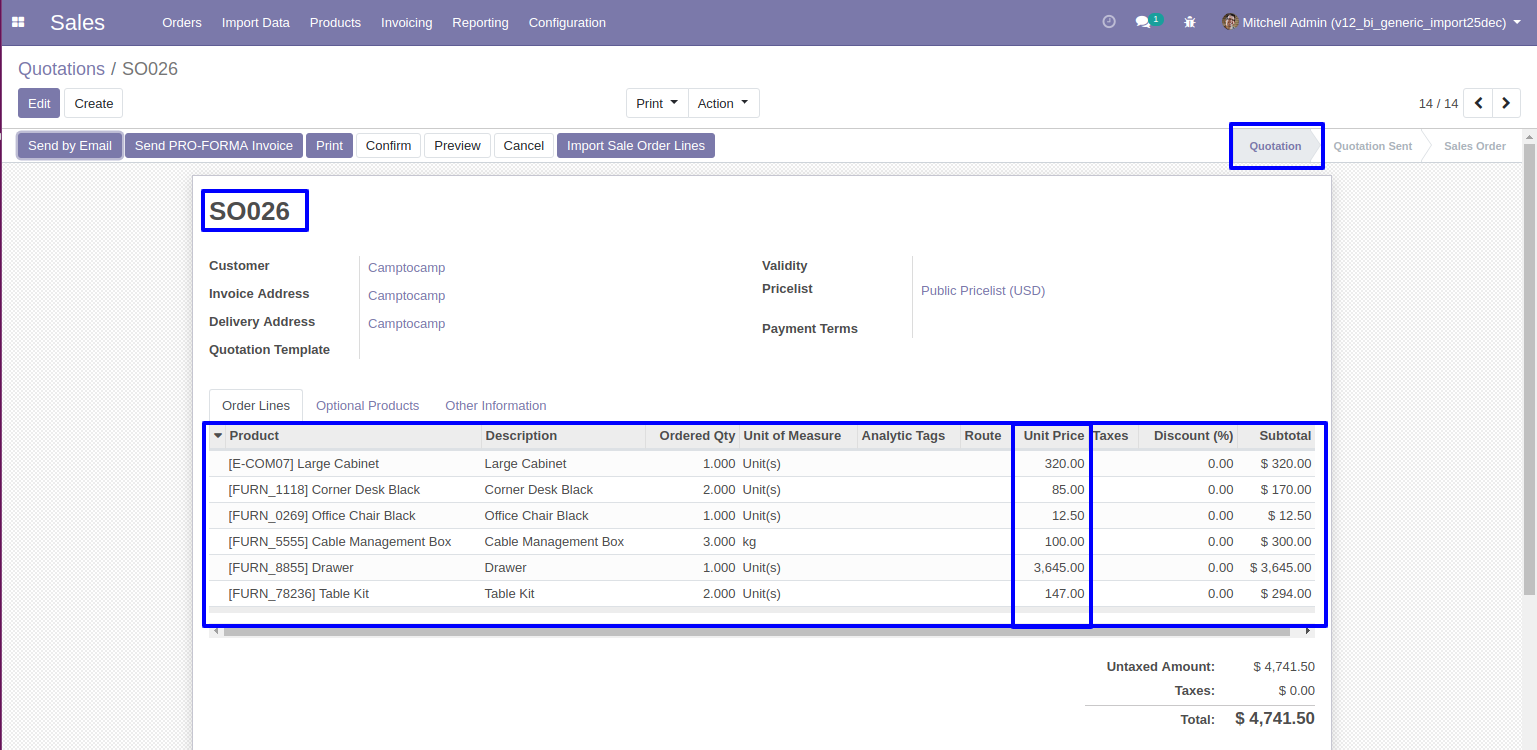 Sales Orders Import Data Products Invoicing Reporting Configuration 1 Mitchell Admin (v12_bi_generic_import25dec)
Quotations / SO026
Edit Create Print Action 14 / 14
Send by Email Send PRO-FORMA Invoice Print Confirm Preview Cancel Import Sale Order Lines Quotation Quotation Sent Sales Order
SO026
Customer Camptocamp Validity
Invoice Address Camptocamp Pricelist Public Pricelist (USD)
Delivery Address Camptocamp Payment Terms
Quotation Template
Order Lines Optional Products Other Information
Product Description Ordered Qty Unit of Measure Analytic Tags Route Unit Price Taxes Discount (%) Subtotal
[E-COM07] Large Cabinet Large Cabinet 1.000 Unit(s) 320.00 0.00 $ 320.00
[FURN_1118] Corner Desk Black Corner Desk Black 2.000 Unit(s) 85.00 0.00 $ 170.00
[FURN_0269] Office Chair Black Office Chair Black 1.000 Unit(s) 12.50 0.00 $ 12.50
[FURN_5555] Cable Management Box Cable Management Box 3.000 kg 100.00 0.00 $ 300.00
[FURN_8855] Drawer Drawer 1.000 Unit(s) 3,645.00 0.00 $ 3,645.00
[FURN_78236] Table Kit Table Kit 2.000 Unit(s) 147.00 0.00 $ 294.00
Untaxed Amount: $ 4,741.50
Taxes: $ 0.00
Total: $ 4,741.50